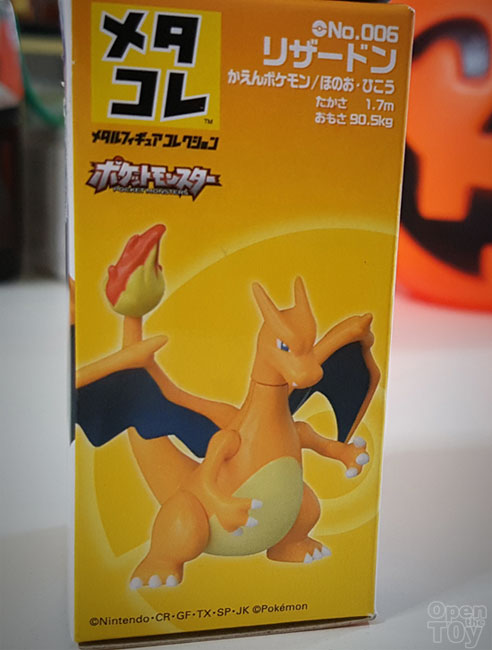 メタ
コレ™
メタルフィギュアコレクション
ポケットモンスター
POCKET MONSTERS
No.006
リザードン
かえんポケモン/ほのお・ひこう
たかさ 1.7m
おもさ 90.5kg
©Nintendo・CR・GF・TX・SP・JK ©Pokémon
Open
the
TOy